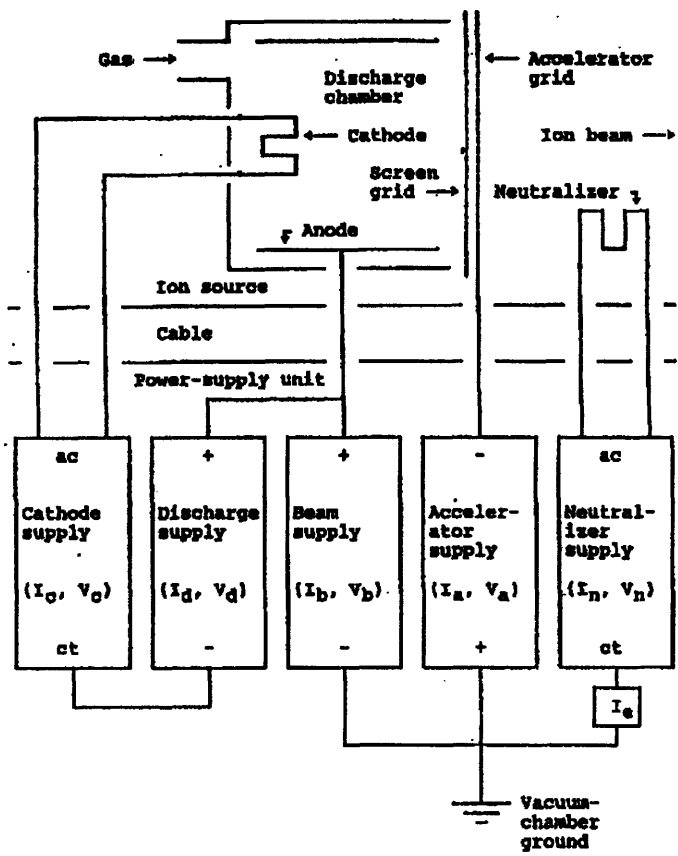 Gas
Discharge
chamber
Accelerator
grid
Cathode
Ion beam
Screen
grid
Neutralizer
Anode
Ion source
Cable
Power-supply unit
ac
+
+
-
ac
Cathode
supply
Discharge
supply
Beam
supply
Acceler-
ator
supply
Neutral-
izer
supply
(Ic, Vc)
(Id, Vd)
(Ib, Vb)
(Ia, Va)
(In, Vn)
ct
-
-
+
ct
Ie
Vacuum-
chamber
ground